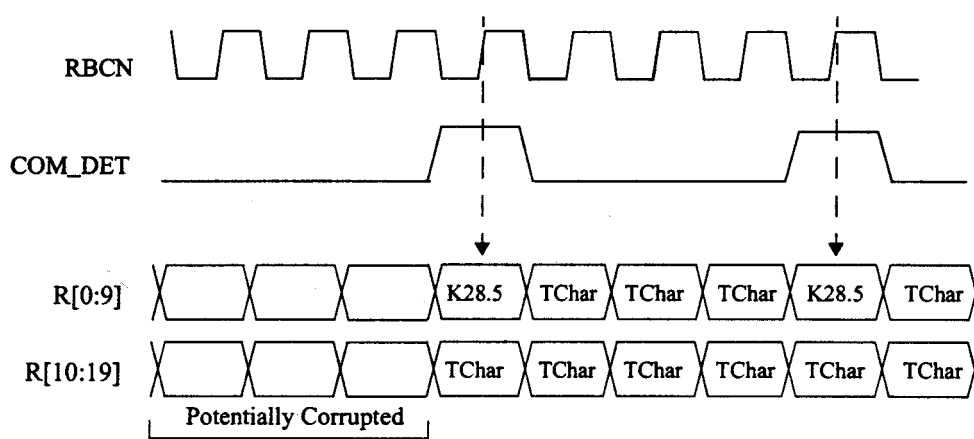 RBCN
COM_DET
R[0:9] K28.5 TChar TChar TChar K28.5 TChar
R[10:19] TChar TChar TChar TChar TChar TChar
Potentially Corrupted